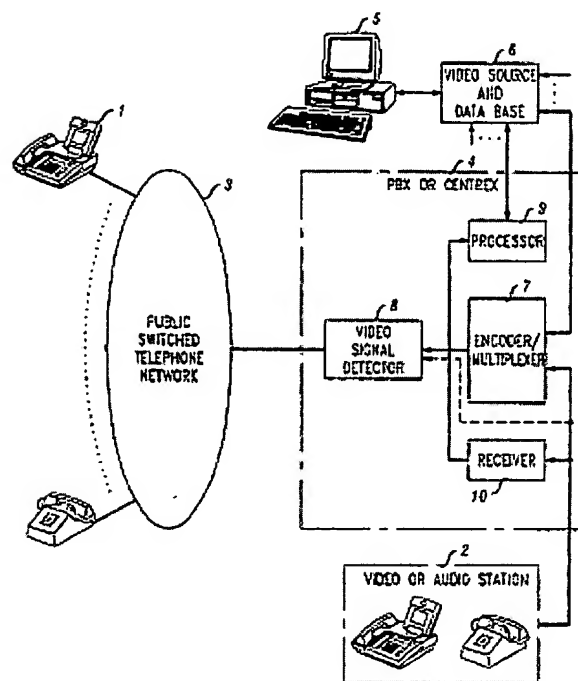 5
6
VIDEO SOURCE
AND
DATA BASE
1
3
4
PBX OR CENTREX
9
PROCESSOR
7
ENCODER/
MULTIPLEXER
8
VIDEO
SIGNAL
DETECTOR
PUBLIC
SWITCHED
TELEPHONE
NETWORK
RECEIVER
10
2
VIDEO OR AUDIO STATION